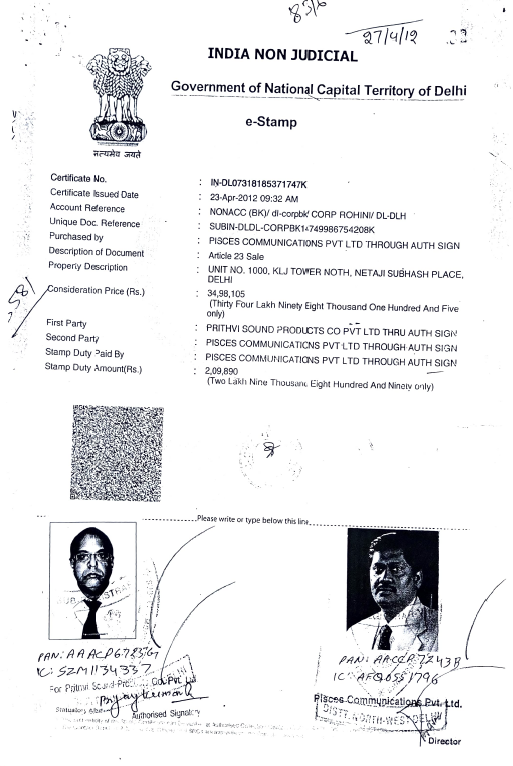 83/6
27/4/12
INDIA NON JUDICIAL
Government of National Capital Territory of Delhi
e-Stamp
सत्यमेव जयते
Certificate No. : IN-DL07318185371747K
Certificate Issued Date : 23-Apr-2012 09:32 AM
Account Reference : NONACC (BK)/ dl-corpbk/ CORP ROHINI/ DL-DLH
Unique Doc. Reference : SUBIN-DLDL-CORPBK14749986754208K
Purchased by : PISCES COMMUNICATIONS PVT LTD THROUGH AUTH SIGN
Description of Document : Article 23 Sale
Property Description : UNIT NO. 1000, KLJ TOWER NOTH, NETAJI SUBHASH PLACE,
DELHI
Consideration Price (Rs.) : 34,98,105
(Thirty Four Lakh Ninety Eight Thousand One Hundred And Five
only)
First Party : PRITHVI SOUND PRODUCTS CO PVT LTD THRU AUTH SIGN
Second Party : PISCES COMMUNICATIONS PVT LTD THROUGH AUTH SIGN
Stamp Duty Paid By : PISCES COMMUNICATIONS PVT LTD THROUGH AUTH SIGN
Stamp Duty Amount(Rs.) : 2,09,890
(Two Lakh Nine Thousand Eight Hundred And Ninety only)
Please write or type below this line
PAN: 
IC: SZM1134337
For Prithvi Sound Co. Pvt. Ltd.
Authorised Signatory
PAN: AACCP7243B
IC: AFQ0551796
Pisces Communications Pvt. Ltd.
DISTT. NORTH-WEST DELHI
Director